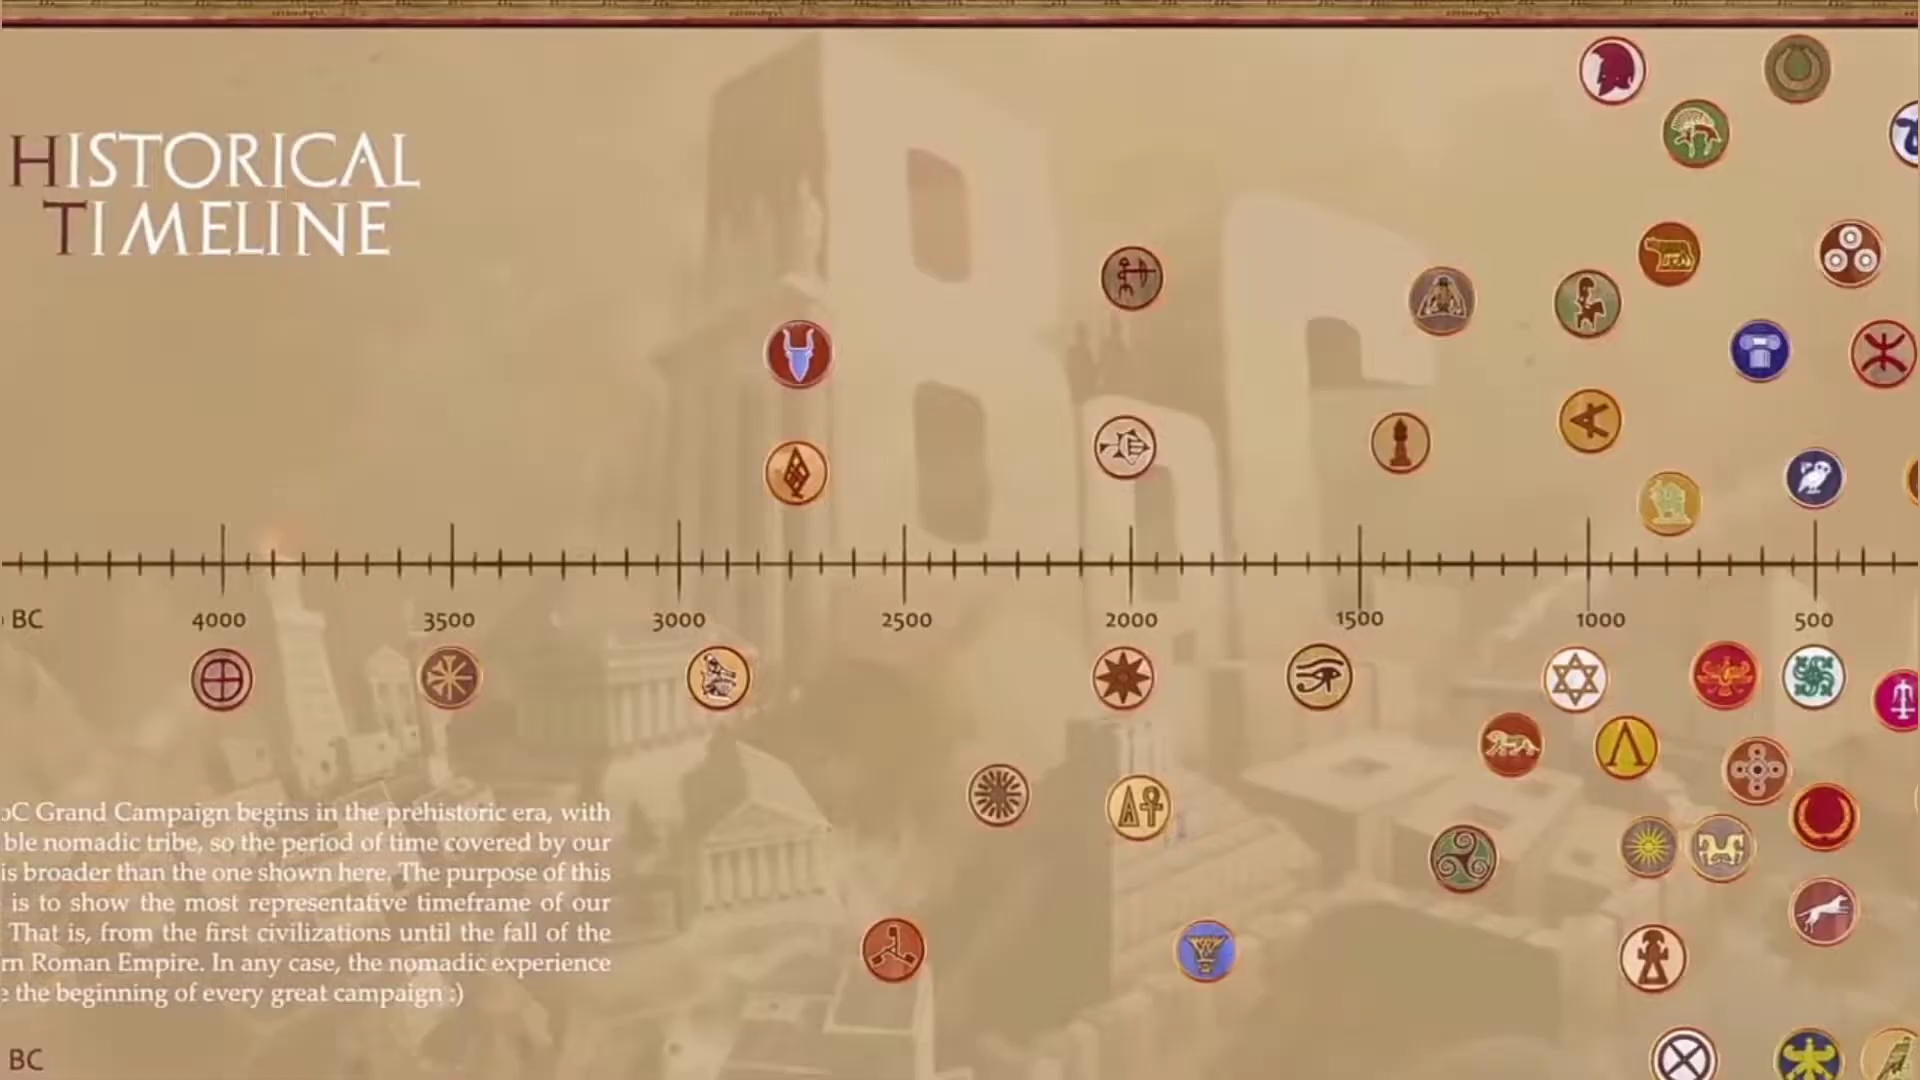 HISTORICAL
TIMELINE
BC 4000 3500 3000 2500 2000 1500 1000 500
Grand Campaign begins in the prehistoric era, with
nomadic tribe, so the period of time covered by our
is broader than the one shown here. The purpose of this
is to show the most representative timeframe of our
That is, from the first civilizations until the fall of the
Roman Empire. In any case, the nomadic experience
the beginning of every great campaign :)
BC